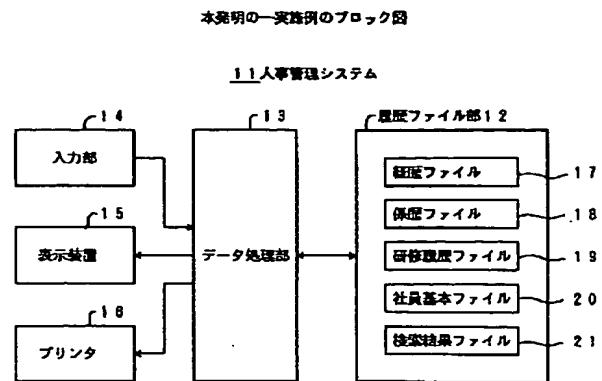 本発明の一実施例のブロック図
11人事管理システム
14
入力部
15
表示装置
16
プリンタ
13
データ処理部
履歴ファイル部12
経歴ファイル
17
係歴ファイル
18
研修履歴ファイル
19
社員基本ファイル
20
検索結果ファイル
21